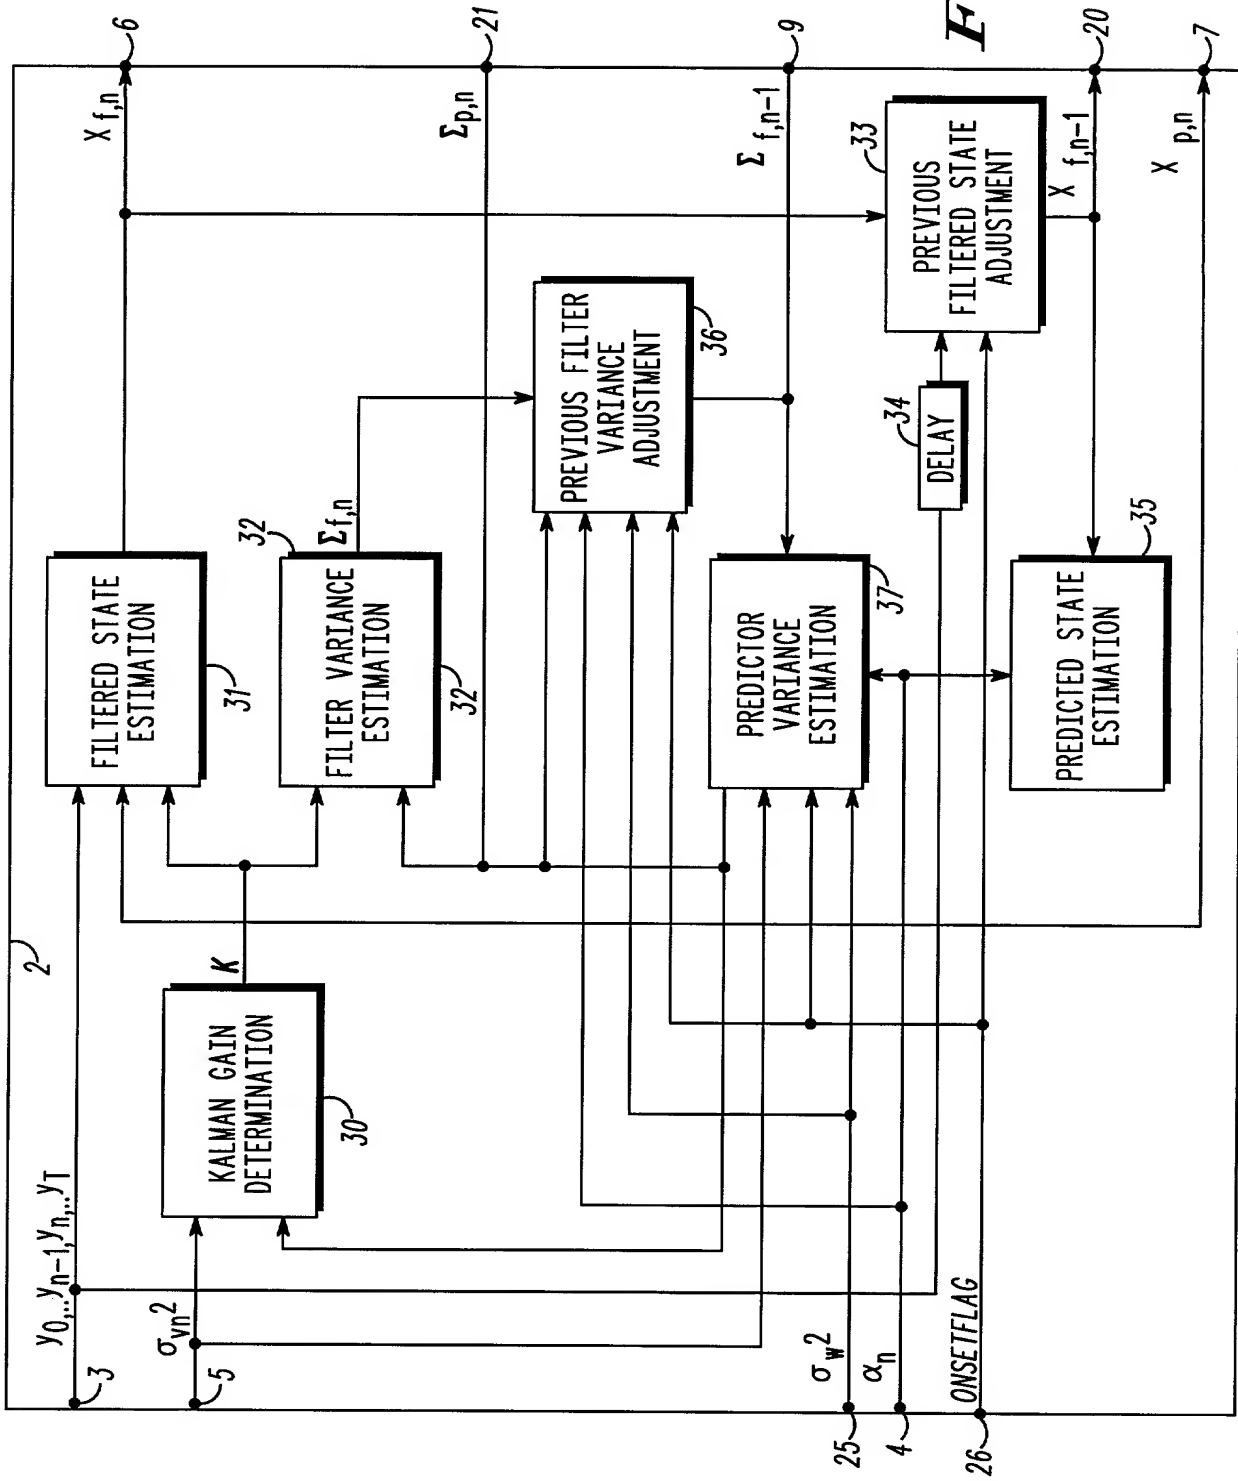 2
y0,..yn-1,yn,..yT
3
σvn2
5
KALMAN GAIN
DETERMINATION
30
K
FILTERED STATE
ESTIMATION
31
Xf,n
6
FILTER VARIANCE
ESTIMATION
32
32
Σf,n
Σp,n
21
PREVIOUS FILTER
VARIANCE
ADJUSTMENT
36
Σf,n-1
9
PREDICTOR
VARIANCE
ESTIMATION
37
σw2
25
αn
4
ONSETFLAG
26
DELAY
34
PREVIOUS
FILTERED STATE
ADJUSTMENT
33
Xf,n-1
20
PREDICTED STATE
ESTIMATION
35
Xp,n
7
F